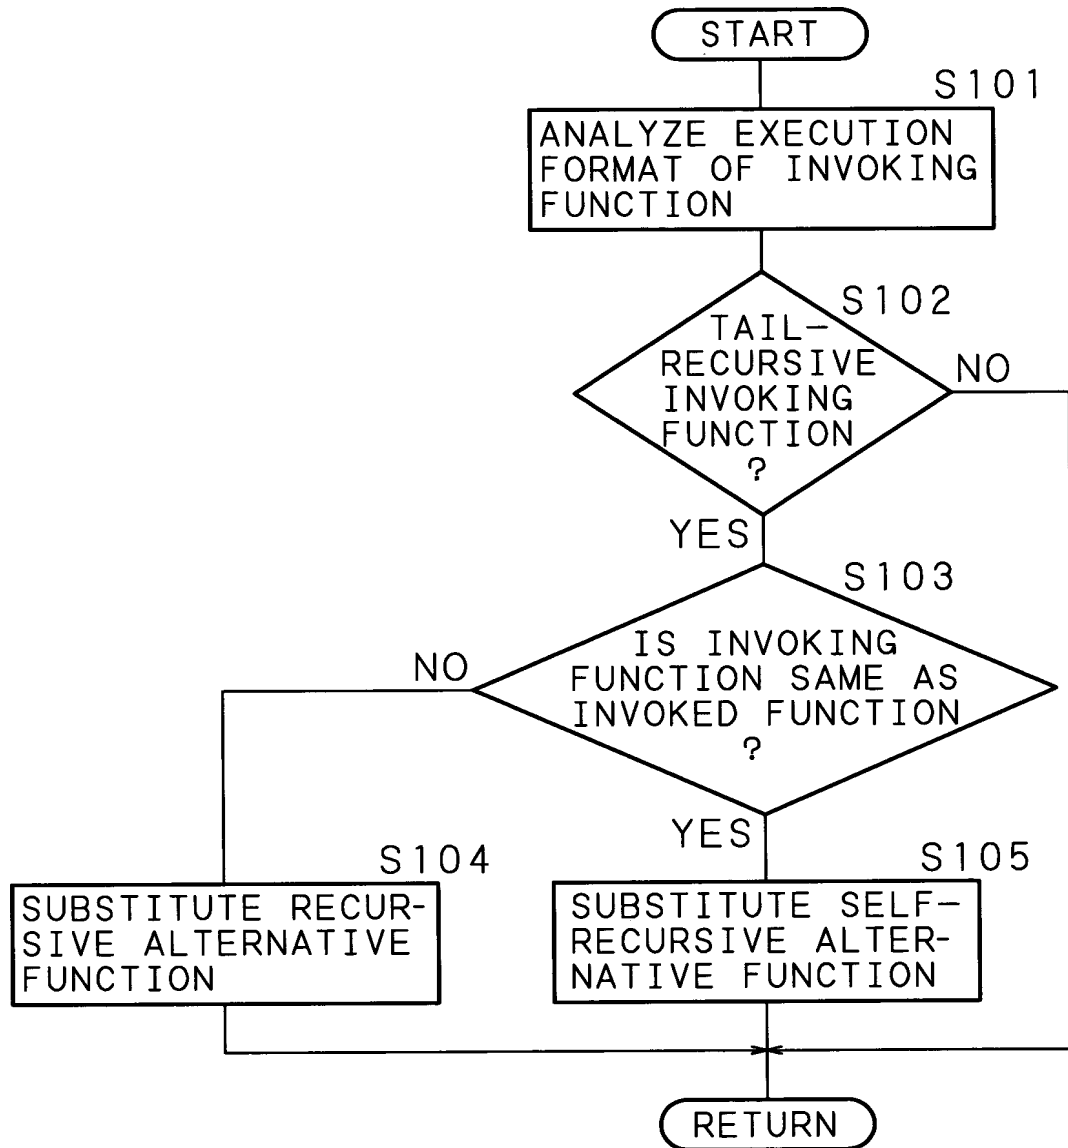 START
S101
ANALYZE EXECUTION
FORMAT OF INVOKING
FUNCTION
S102
TAIL-
RECURSIVE
INVOKING
FUNCTION
?
NO
YES
S103
IS INVOKING
FUNCTION SAME AS
INVOKED FUNCTION
?
NO
YES
S104
SUBSTITUTE RECUR-
SIVE ALTERNATIVE
FUNCTION
S105
SUBSTITUTE SELF-
RECURSIVE ALTER-
NATIVE FUNCTION
RETURN